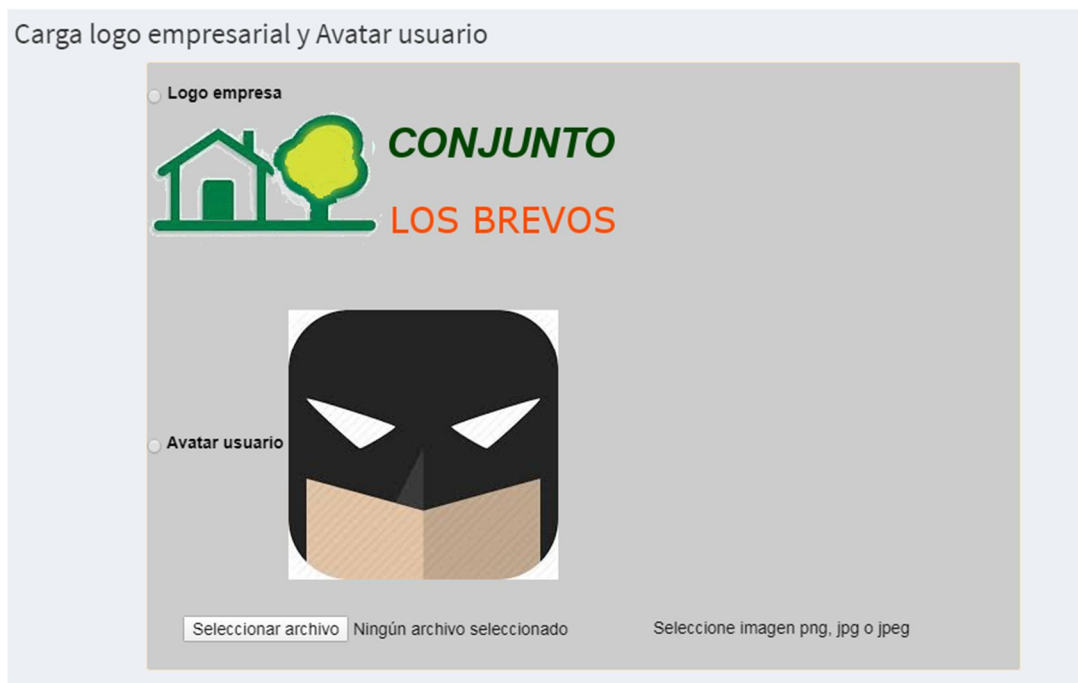 Carga logo empresarial y Avatar usuario
Logo empresa
CONJUNTO
LOS BREVOS
Avatar usuario
Seleccionar archivo Ningún archivo seleccionado Seleccione imagen png, jpg o jpeg